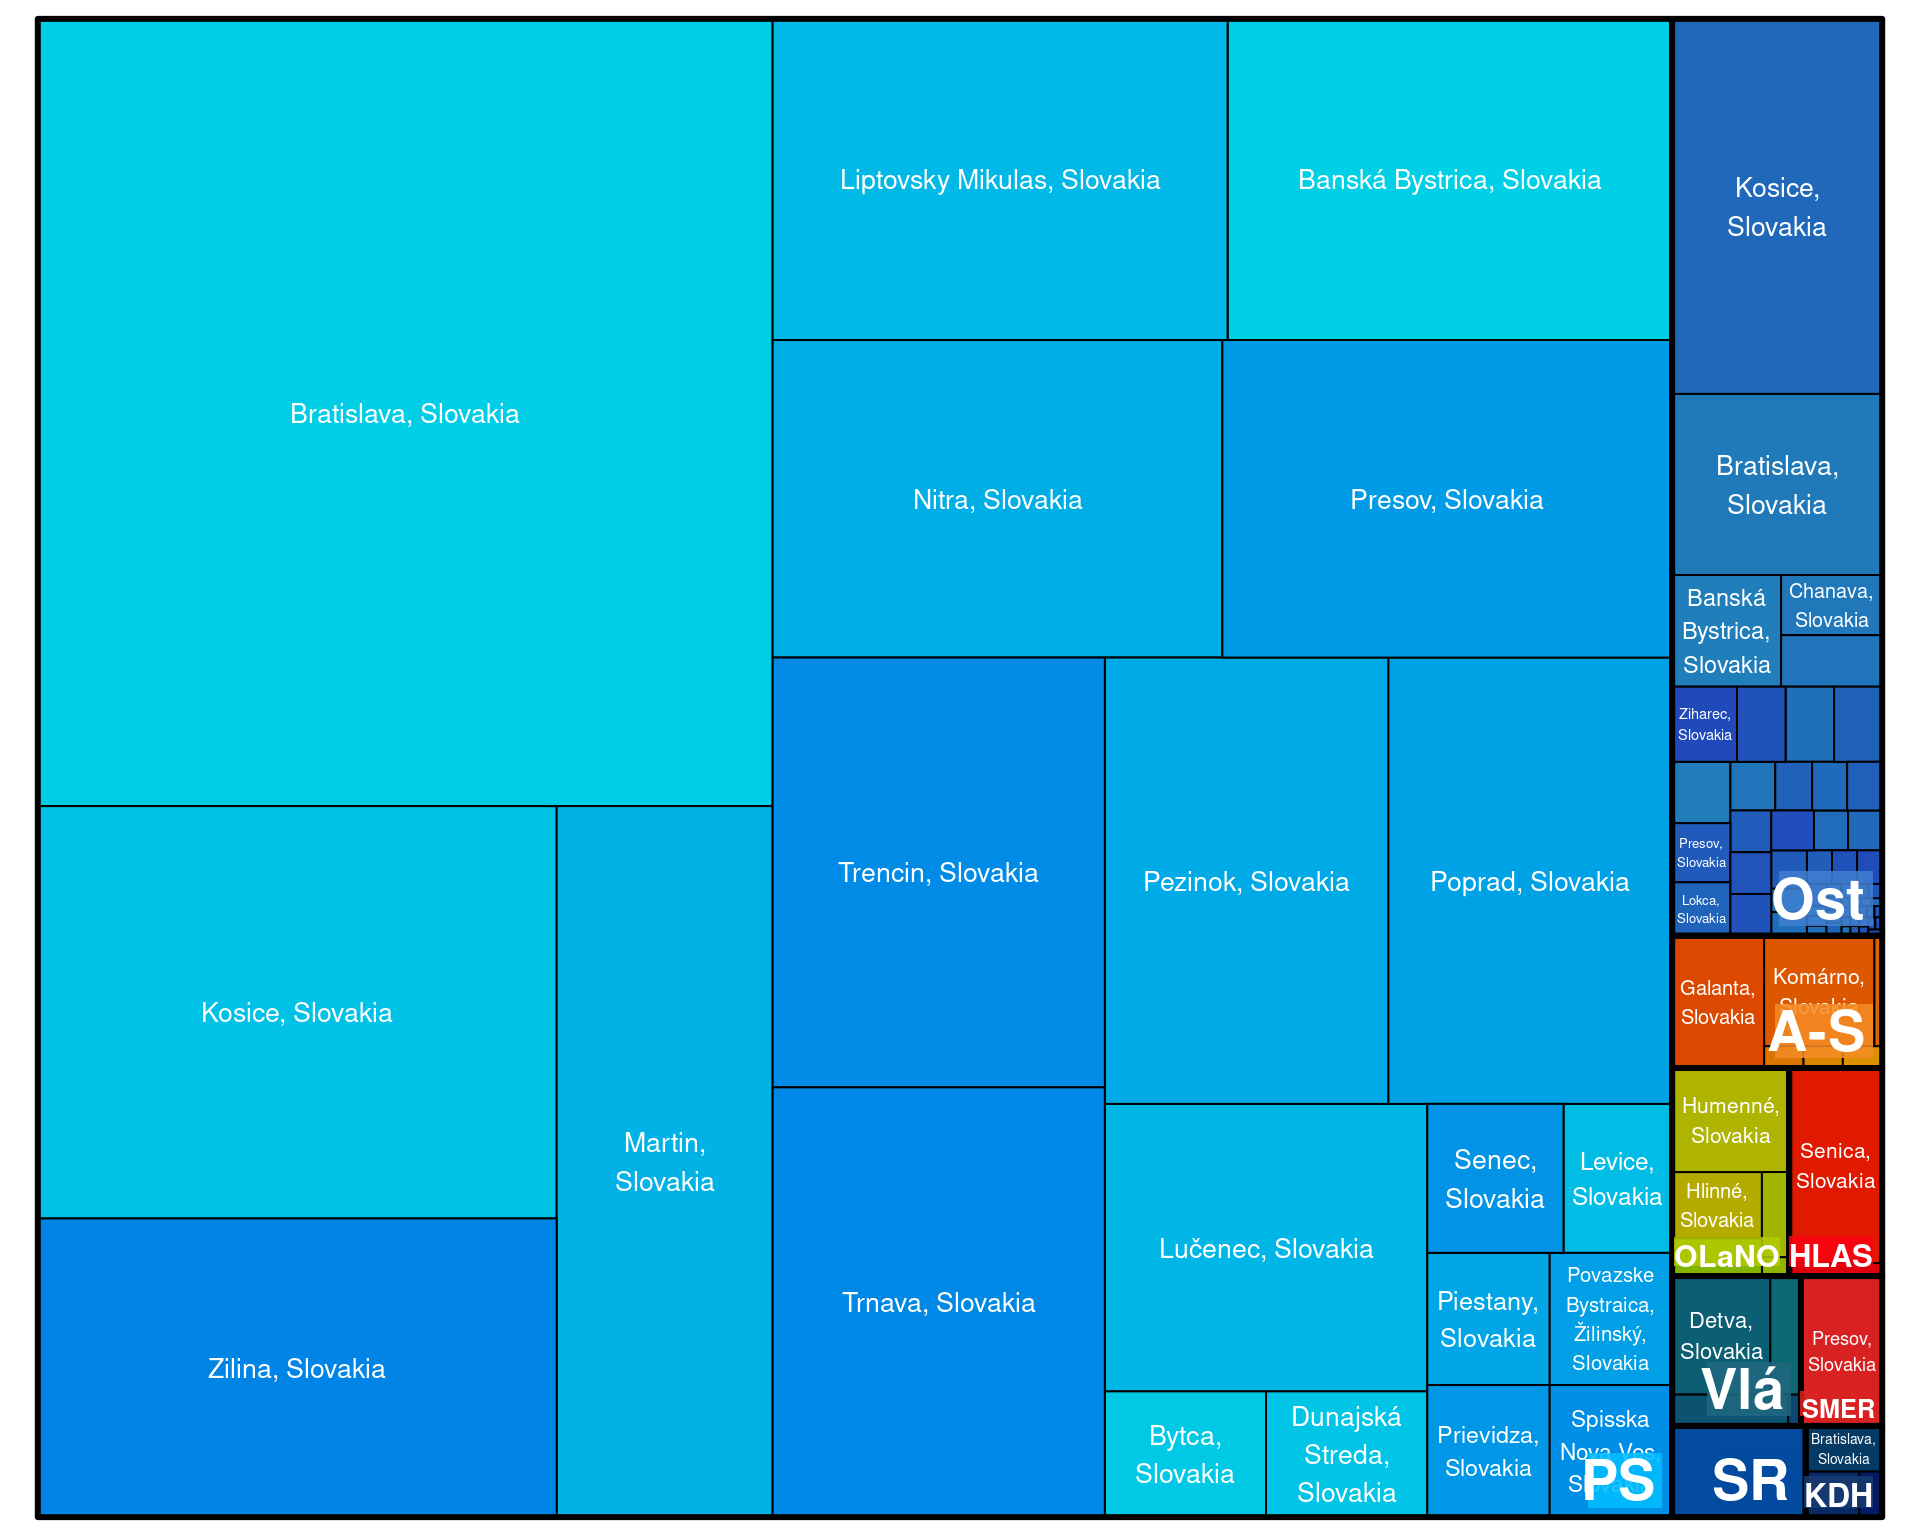 Bratislava, Slovakia
Liptovsky Mikulas, Slovakia
Banská Bystrica, Slovakia
Nitra, Slovakia
Presov, Slovakia
Kosice, Slovakia
Zilina, Slovakia
Martin,
Slovakia
Trencin, Slovakia
Trnava, Slovakia
Pezinok, Slovakia
Poprad, Slovakia
Lučenec, Slovakia
Bytca,
Slovakia
Dunajská
Streda,
Slovakia
Senec,
Slovakia
Levice,
Slovakia
Piestany,
Slovakia
Povazske
Bystraica,
Žilinský,
Slovakia
Prievidza,
Slovakia
Spisska
Nova Ves,
Slovakia
PS
Kosice,
Slovakia
Bratislava,
Slovakia
Banská
Bystrica,
Slovakia
Chanava,
Slovakia
Ziharec,
Slovakia
Presov,
Slovakia
Lokca,
Slovakia
Ost
Galanta,
Slovakia
Komárno,
Slovakia
A-S
Humenné,
Slovakia
Hlinné,
Slovakia
OLaNO
Senica,
Slovakia
HLAS
Detva,
Slovakia
Vlá
Presov,
Slovakia
SMER
SR
Bratislava,
Slovakia
KDH